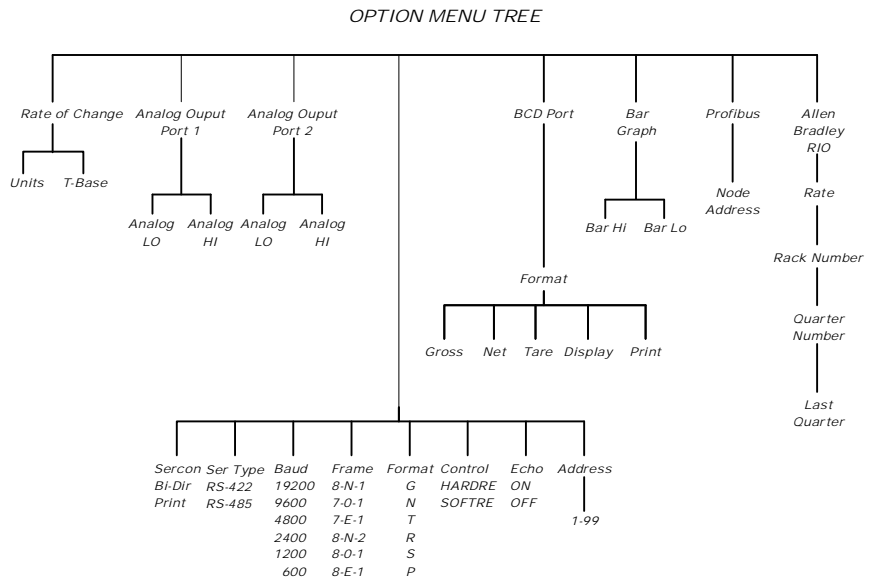 OPTION MENU TREE
Rate of Change
Units
T-Base
Analog Ouput
Port 1
Analog
LO
Analog
HI
Analog Ouput
Port 2
Analog
LO
Analog
HI
BCD Port
Format
Gross
Net
Tare
Display
Print
Bar
Graph
Bar Hi
Bar Lo
Profibus
Node
Address
Allen
Bradley
RIO
Rate
Rack Number
Quarter
Number
Last
Quarter
Sercon
Bi-Dir
Print
Ser Type
RS-422
RS-485
Baud
19200
9600
4800
2400
1200
600
Frame
8-N-1
7-0-1
7-E-1
8-N-2
8-0-1
8-E-1
Format
G
N
T
R
S
P
Control
HARDRE
SOFTRE
Echo
ON
OFF
Address
1-99